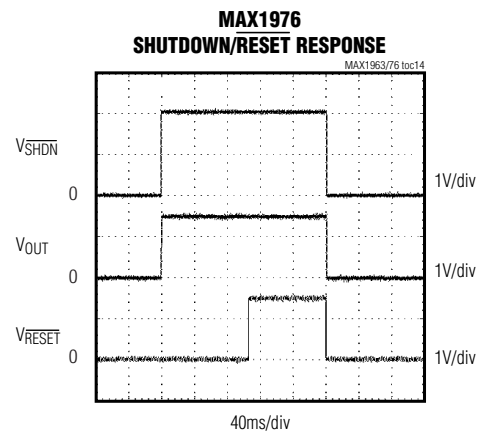 MAX1976
SHUTDOWN/RESET RESPONSE
MAX1963/76 toc14
VSHDN
0
1V/div
VOUT
0
1V/div
VRESET
0
1V/div
40ms/div